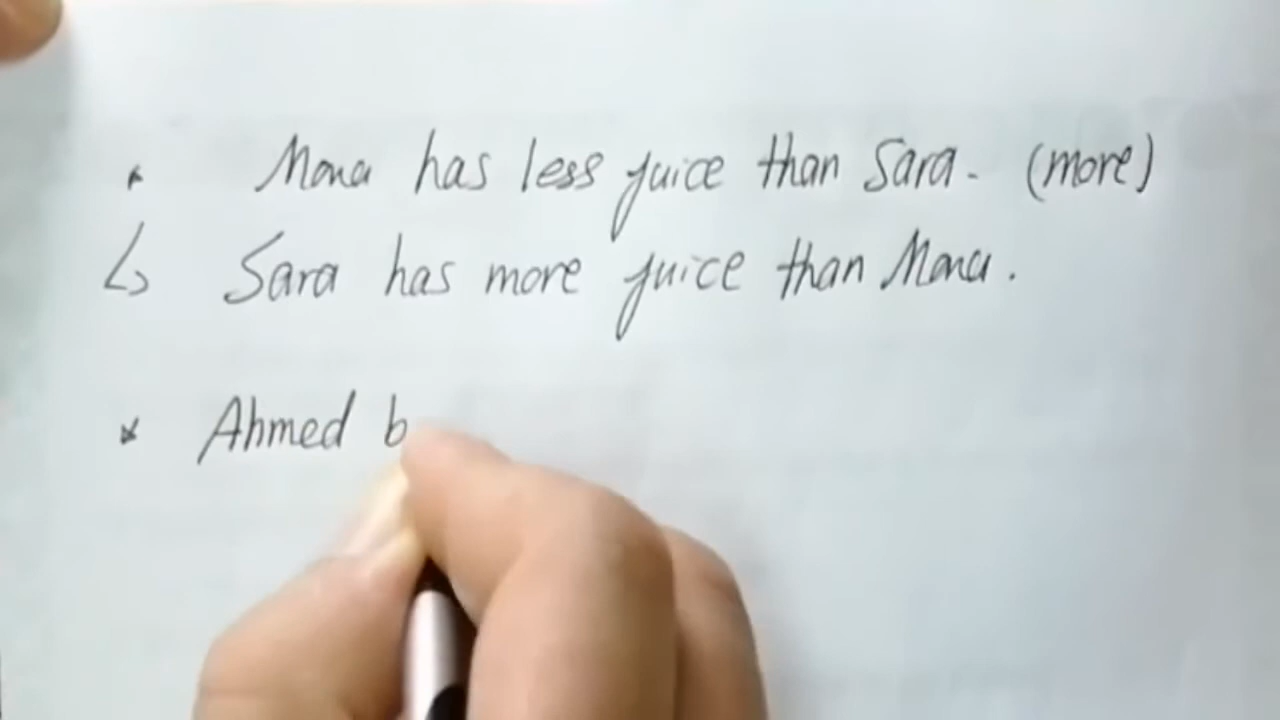 * Mona has less juice than Sara. (more)
↳ Sara has more juice than Mona.
* Ahmed b